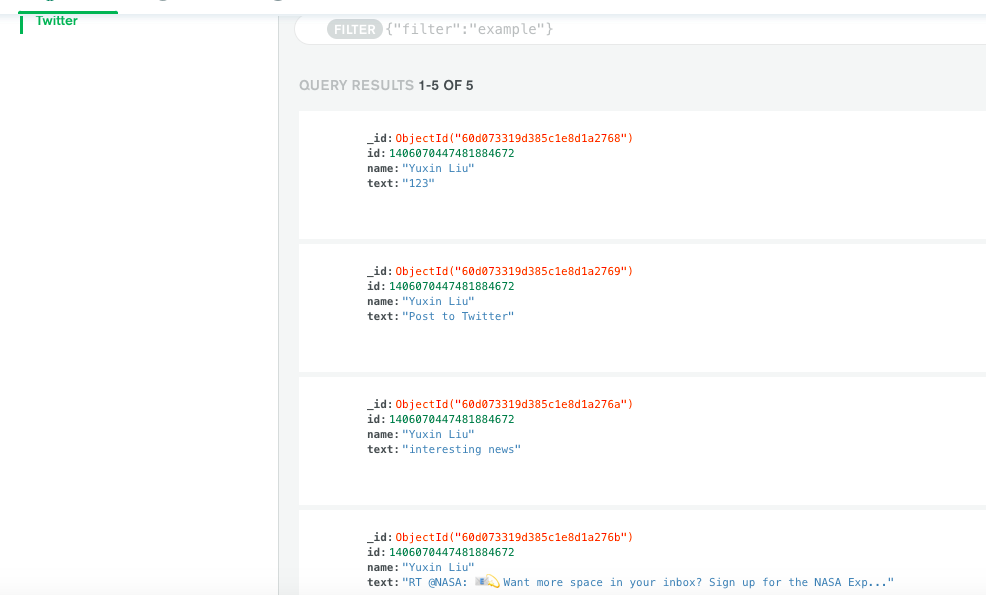 Twitter
FILTER {"filter":"example"}
QUERY RESULTS 1-5 OF 5
_id: ObjectId("60d073319d385c1e8d1a2768")
id: 1406070447481884672
name: "Yuxin Liu"
text: "123"
_id: ObjectId("60d073319d385c1e8d1a2769")
id: 1406070447481884672
name: "Yuxin Liu"
text: "Post to Twitter"
_id: ObjectId("60d073319d385c1e8d1a276a")
id: 1406070447481884672
name: "Yuxin Liu"
text: "interesting news"
_id: ObjectId("60d073319d385c1e8d1a276b")
id: 1406070447481884672
name: "Yuxin Liu"
text: "RT @NASA: 📧💫 Want more space in your inbox? Sign up for the NASA Exp..."